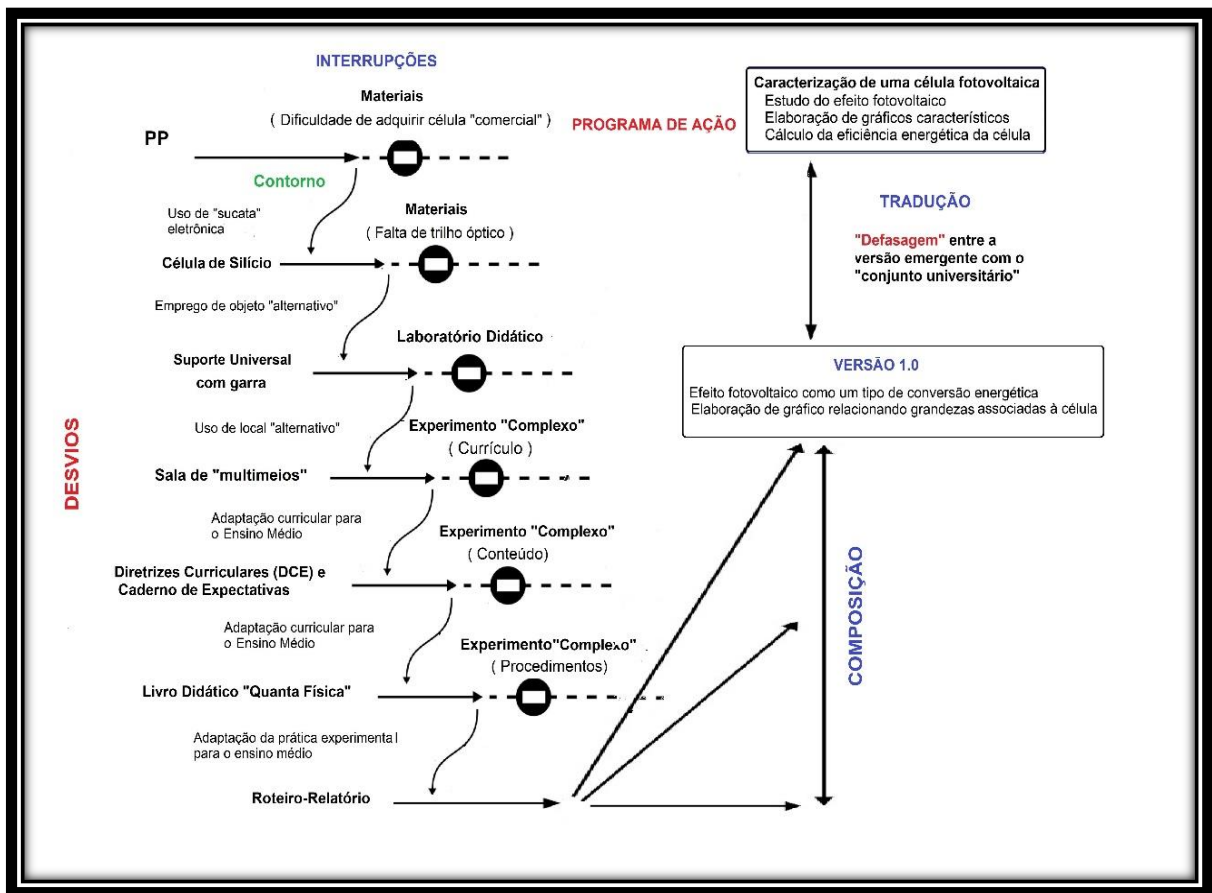 INTERRUPÇÕES
Materiais
( Dificuldade de adquirir célula "comercial" )
PP
Contorno
Uso de "sucata"
eletrônica
Materiais
( Falta de trilho óptico )
Célula de Silício
Emprego de objeto "alternativo"
Laboratório Didático
Suporte Universal
com garra
Uso de local "alternativo"
Experimento "Complexo"
( Currículo )
Sala de "multimeios"
Adaptação curricular para
o Ensino Médio
Experimento "Complexo"
( Conteúdo)
Diretrizes Curriculares (DCE) e
Caderno de Expectativas
Adaptação curricular para
o Ensino Médio
Experimento"Complexo"
( Procedimentos)
Livro Didático "Quanta Física"
Adaptação da prática experimental
para o ensino médio
Roteiro-Relatório
DESVIOS
PROGRAMA DE AÇÃO
Caracterização de uma célula fotovoltaica
Estudo do efeito fotovoltaico
Elaboração de gráficos característicos
Cálculo da eficiência energética da célula
TRADUÇÃO
"Defasagem" entre a
versão emergente com o
"conjunto universitário"
VERSÃO 1.0
Efeito fotovoltaico como um tipo de conversão energética
Elaboração de gráfico relacionando grandezas associadas à célula
COMPOSIÇÃO